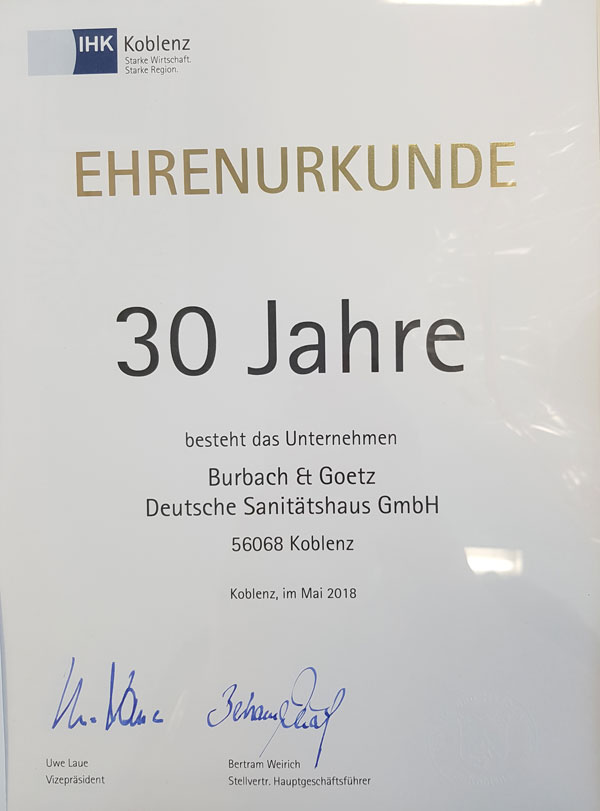 IHK Koblenz
Starke Wirtschaft.
Starke Region.
EHRENURKUNDE
30 Jahre
besteht das Unternehmen
Burbach & Goetz
Deutsche Sanitätshaus GmbH
56068 Koblenz
Koblenz, im Mai 2018
Uwe Laue
Vizepräsident
Bertram Weirich
Stellvertr. Hauptgeschäftsführer